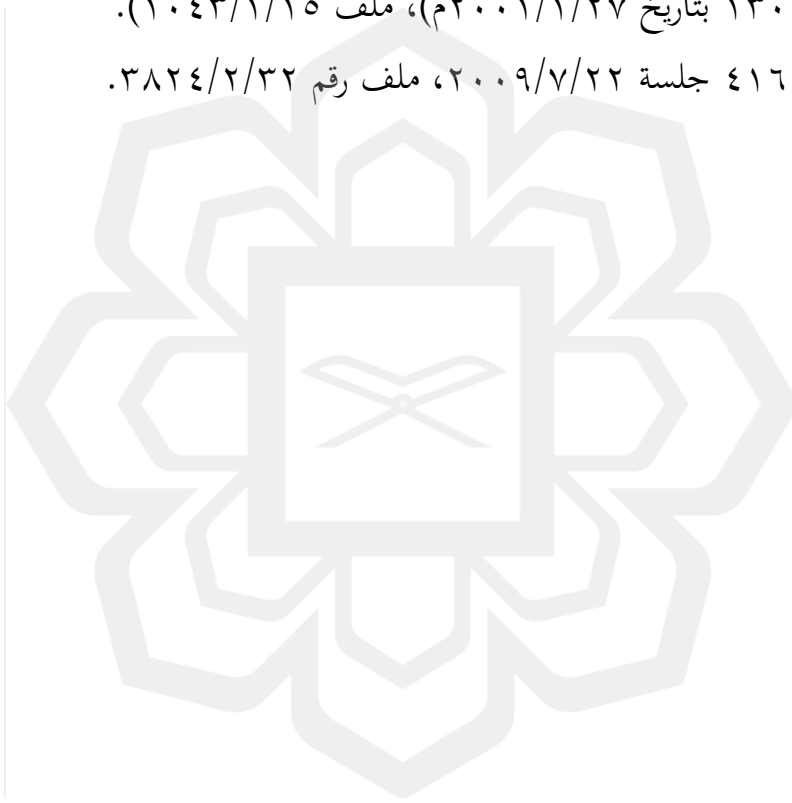 ١٣٠ بتاريخ ٢٠٠١/١/٢٧م)، ملف ١٠٤٣/١/١٥).
٤١٦ جلسة ٢٠٠٩/٧/٢٢، ملف رقم ٣٨٢٤/٢/٣٢.